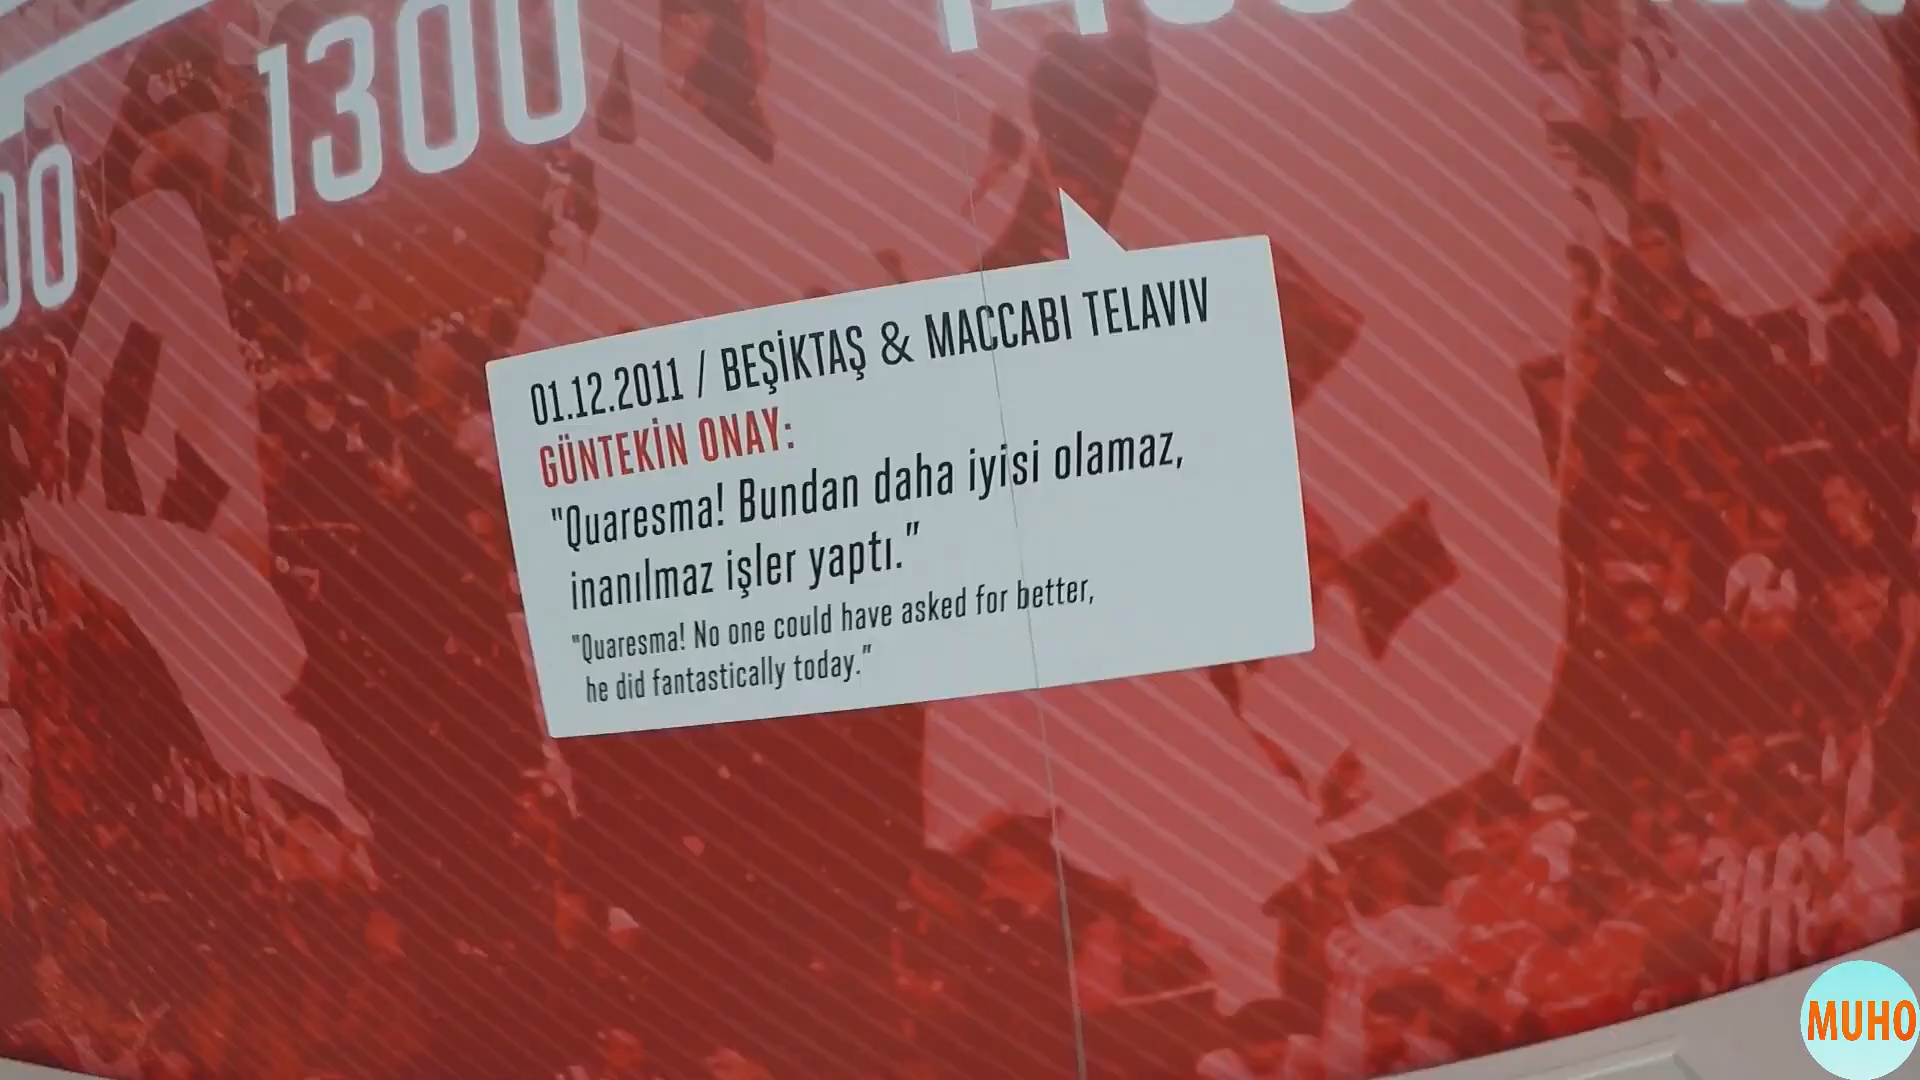 1300
01.12.2011 / BEŞİKTAŞ & MACCABI TELAVIV
GÜNTEKİN ONAY:
"Quaresma! Bundan daha iyisi olamaz,
inanılmaz işler yaptı."
"Quaresma! No one could have asked for better,
he did fantastically today."
MUHO